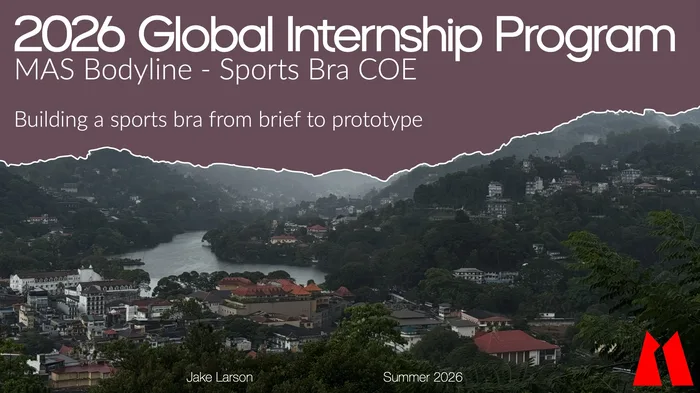 2026 Global Internship Program
MAS Bodyline - Sports Bra COE
Building a sports bra from brief to prototype
Jake Larson
Summer 2026